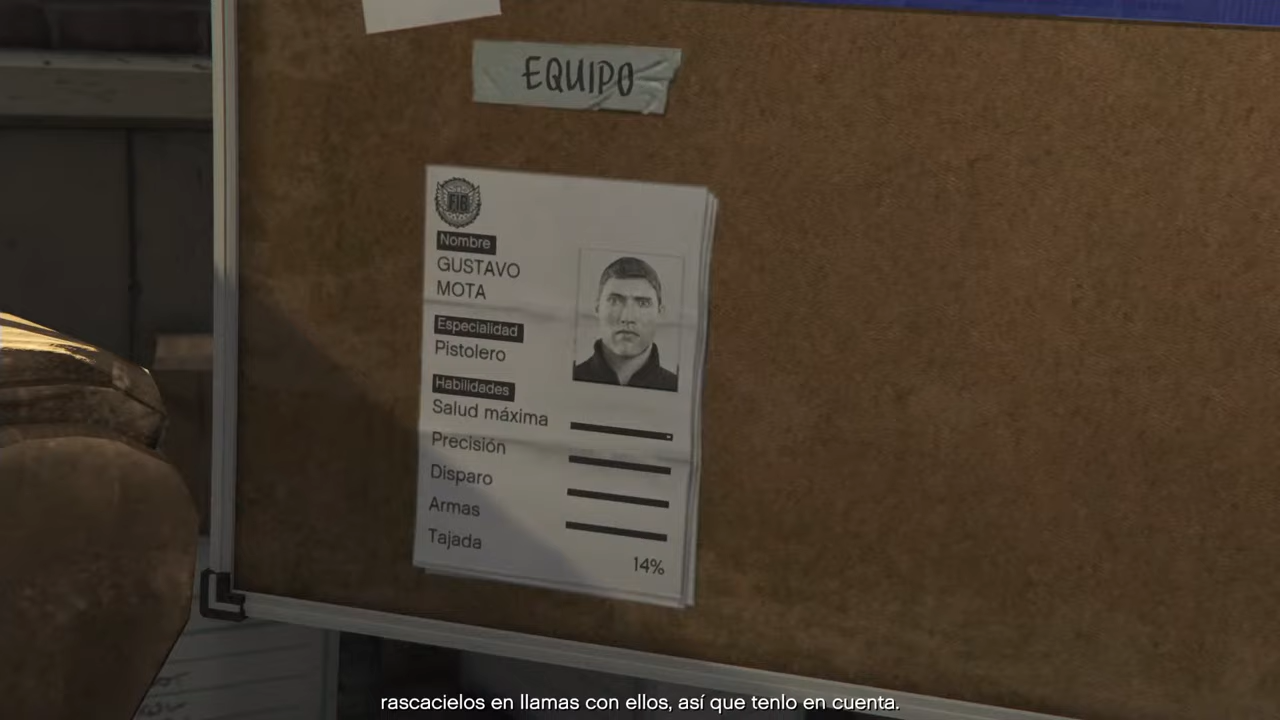 EQUIPO
FIB
Nombre
GUSTAVO
MOTA
Especialidad
Pistolero
Habilidades
Salud máxima
Precisión
Disparo
Armas
Tajada
14%
rascacielos en llamas con ellos, así que tenlo en cuenta.